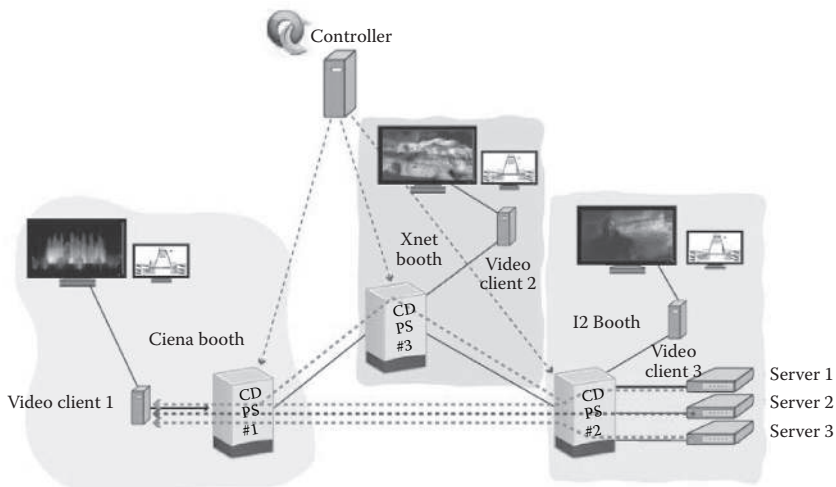 Controller
Xnet
booth
Video
client 2
CD
PS
#3
I2 Booth
Video
client 3
Ciena booth
Video client 1
CD
PS
#1
CD
PS
#2
Server 1
Server 2
Server 3